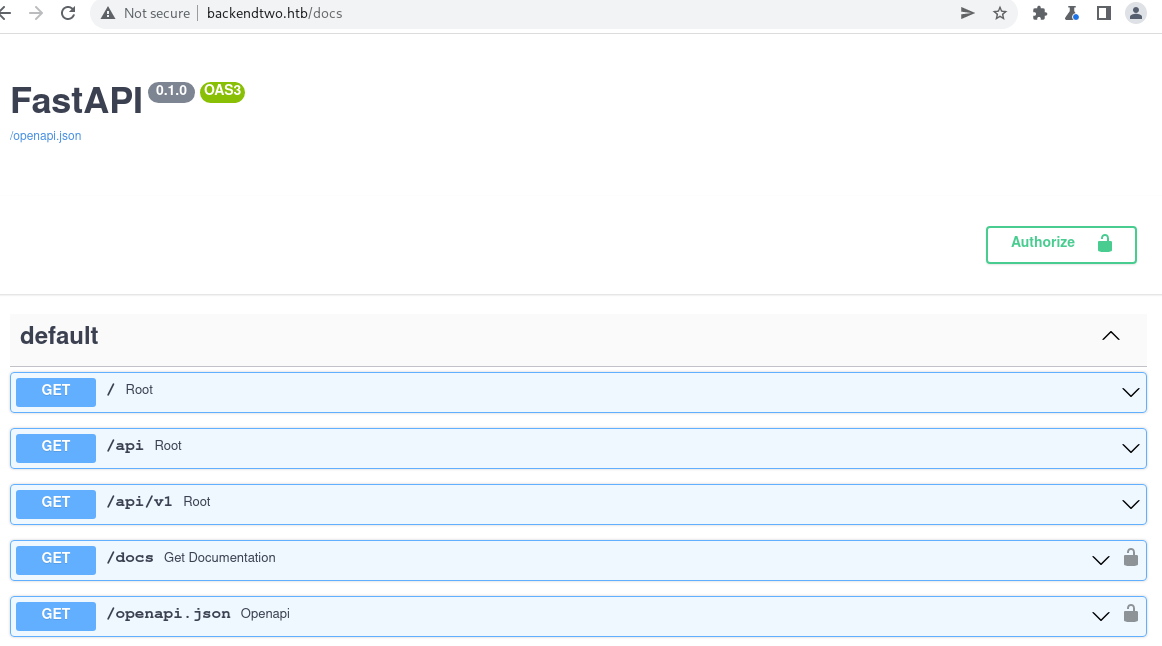 Not secure backendtwo.htb/docs
FastAPI 0.1.0 OAS3
/openapi.json
Authorize
default
GET / Root
GET /api Root
GET /api/v1 Root
GET /docs Get Documentation
GET /openapi.json Openapi